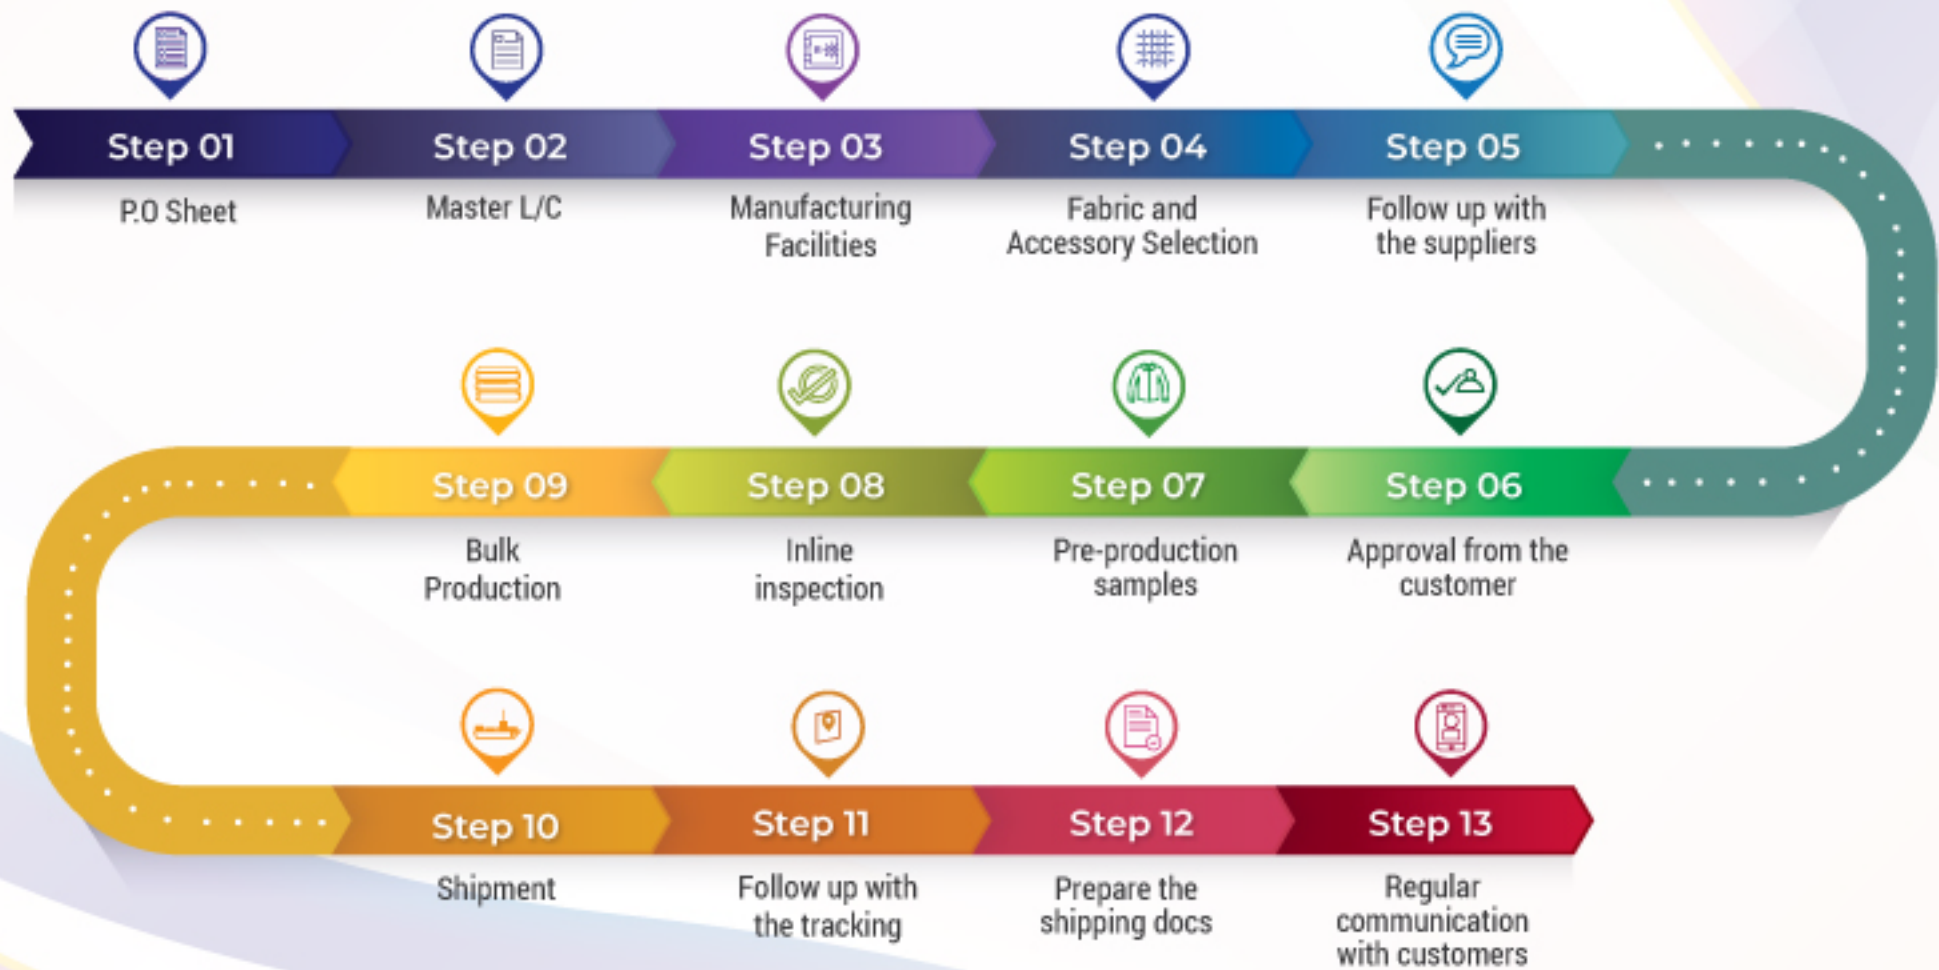 Step 01
P.O Sheet
Step 02
Master L/C
Step 03
Manufacturing
Facilities
Step 04
Fabric and
Accessory Selection
Step 05
Follow up with
the suppliers
Step 06
Approval from the
customer
Step 07
Pre-production
samples
Step 08
Inline
inspection
Step 09
Bulk
Production
Step 10
Shipment
Step 11
Follow up with
the tracking
Step 12
Prepare the
shipping docs
Step 13
Regular
communication
with customers